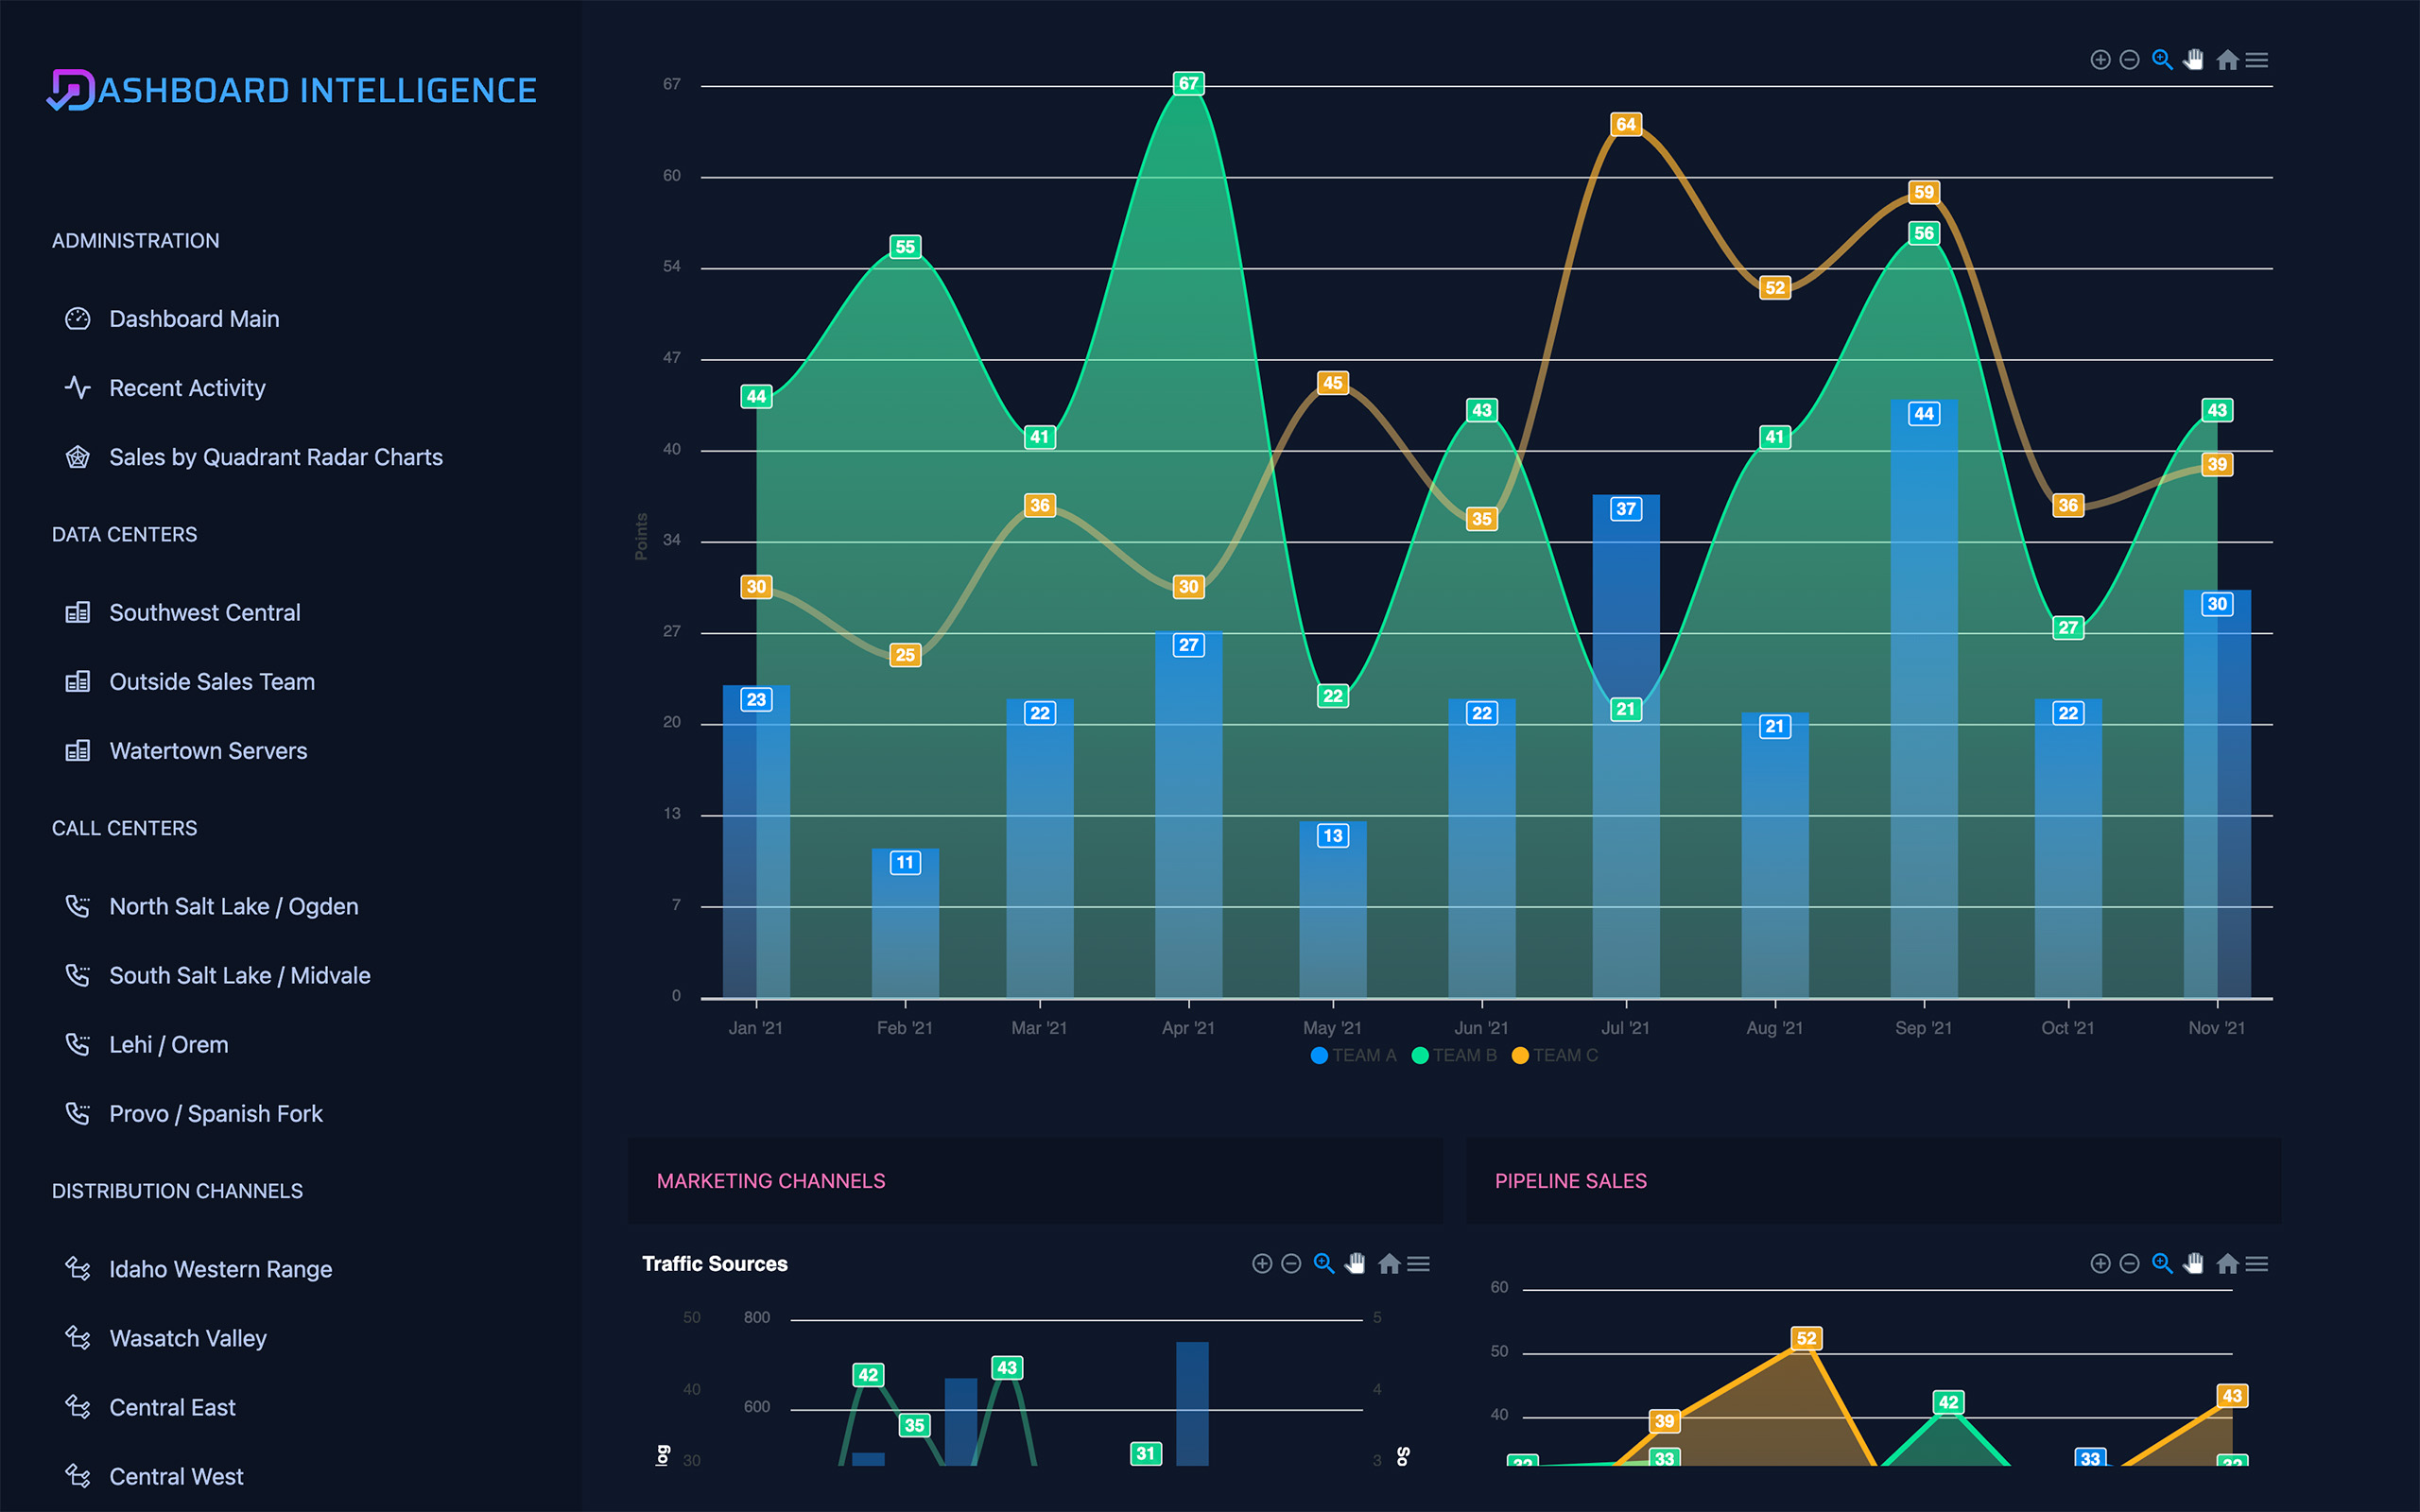 DASHBOARD INTELLIGENCE
ADMINISTRATION
Dashboard Main
Recent Activity
Sales by Quadrant Radar Charts
DATA CENTERS
Southwest Central
Outside Sales Team
Watertown Servers
CALL CENTERS
North Salt Lake / Ogden
South Salt Lake / Midvale
Lehi / Orem
Provo / Spanish Fork
DISTRIBUTION CHANNELS
Idaho Western Range
Wasatch Valley
Central East
Central West
67
60
54
47
40
34
27
20
13
7
0
Points
44 55 41 67 22 43 21 41 56 27 43
30 25 36 30 45 35 64 52 59 36 39
23 11 22 27 13 22 37 21 44 22 30
Jan '21 Feb '21 Mar '21 Apr '21 May '21 Jun '21 Jul '21 Aug '21 Sep '21 Oct '21 Nov '21
TEAM A TEAM B TEAM C
MARKETING CHANNELS
Traffic Sources
50 800 5
40 600 4
30 3
42 35 43 31
PIPELINE SALES
60
50
40
39 52 43
33 42 33